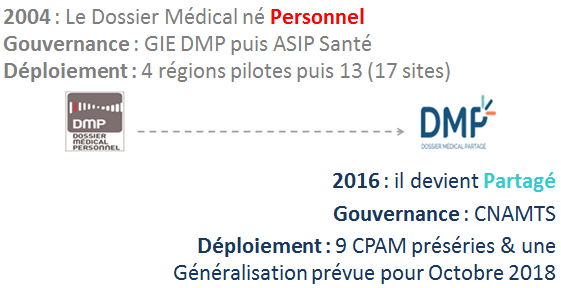 2004 : Le Dossier Médical né Personnel
Gouvernance : GIE DMP puis ASIP Santé
Déploiement : 4 régions pilotes puis 13 (17 sites)
DMP
DOSSIER
MÉDICAL
PERSONNEL
DMP
DOSSIER MÉDICAL PARTAGÉ
2016 : il devient Partagé
Gouvernance : CNAMTS
Déploiement : 9 CPAM préséries & une
Généralisation prévue pour Octobre 2018